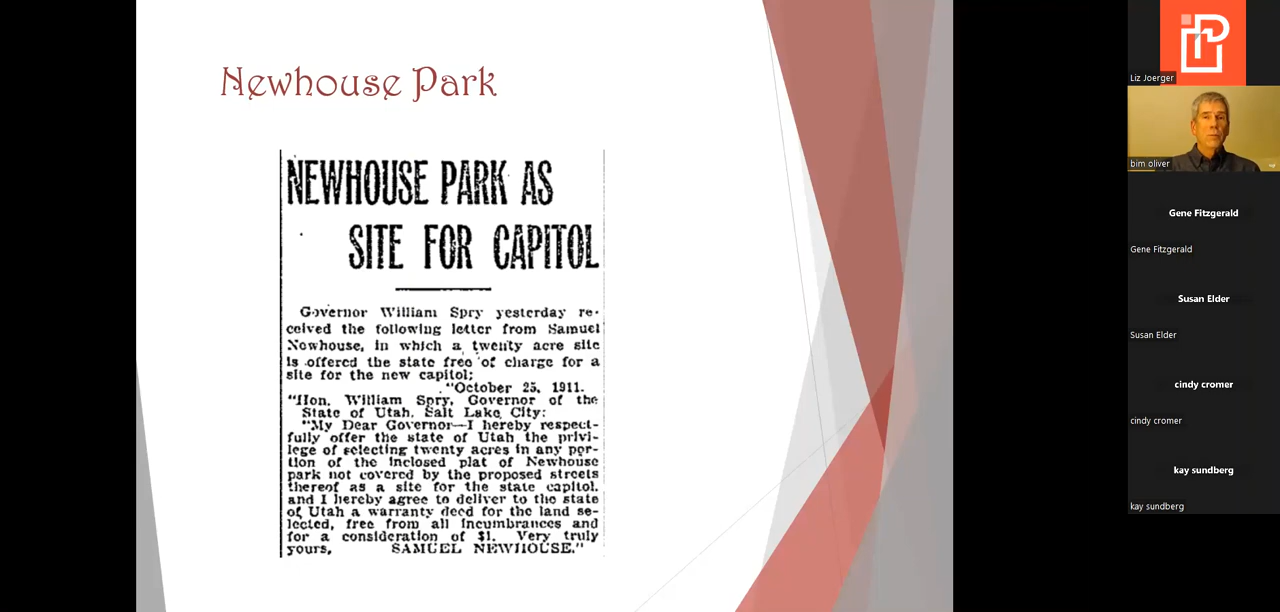 Newhouse Park
NEWHOUSE PARK AS
SITE FOR CAPITOL
Governor William Spry yesterday re-
ceived the following letter from Samuel
Newhouse, in which a twenty acre site
is offered the state free of charge for a
site for the new capitol:
"October 25, 1911.
"Hon. William Spry, Governor of the
State of Utah, Salt Lake City:
"My Dear Governor—I hereby respect-
fully offer the state of Utah the privi-
lege of selecting twenty acres in any por-
tion of the inclosed plat of Newhouse
park not covered by the proposed streets
thereof as a site for the state capitol,
and I hereby agree to deliver to the state
of Utah a warranty deed for the land se-
lected, free from all incumbrances and
for a consideration of $1. Very truly
yours, SAMUEL NEWHOUSE."
Liz Joerger
bim oliver
Gene Fitzgerald
Gene Fitzgerald
Susan Elder
Susan Elder
cindy cromer
cindy cromer
kay sundberg
kay sundberg